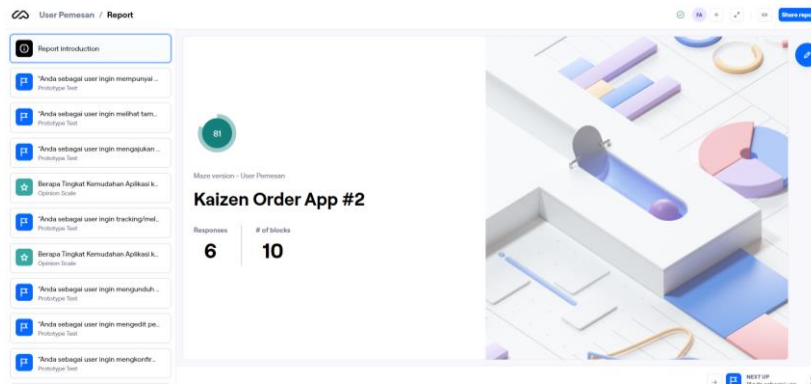 User Pemesan / Report
FA
Share repo
Report Introduction
"Anda sebagai user ingin mempunyai ...
Prototype Test
"Anda sebagai user ingin melihat tam...
Prototype Test
"Anda sebagai user ingin mengajukan ...
Prototype Test
Berapa Tingkat Kemudahan Aplikasi k...
Opinion Scale
"Anda sebagai user ingin tracking/mel...
Prototype Test
Berapa Tingkat Kemudahan Aplikasi k...
Opinion Scale
"Anda sebagai user ingin mengunduh ...
Prototype Test
"Anda sebagai user ingin mengedit pe...
Prototype Test
"Anda sebagai user ingin mengkonfir...
Prototype Test
81
Maze version - User Pemesan
Kaizen Order App #2
Responses
# of blocks
6
10
NEXT UP